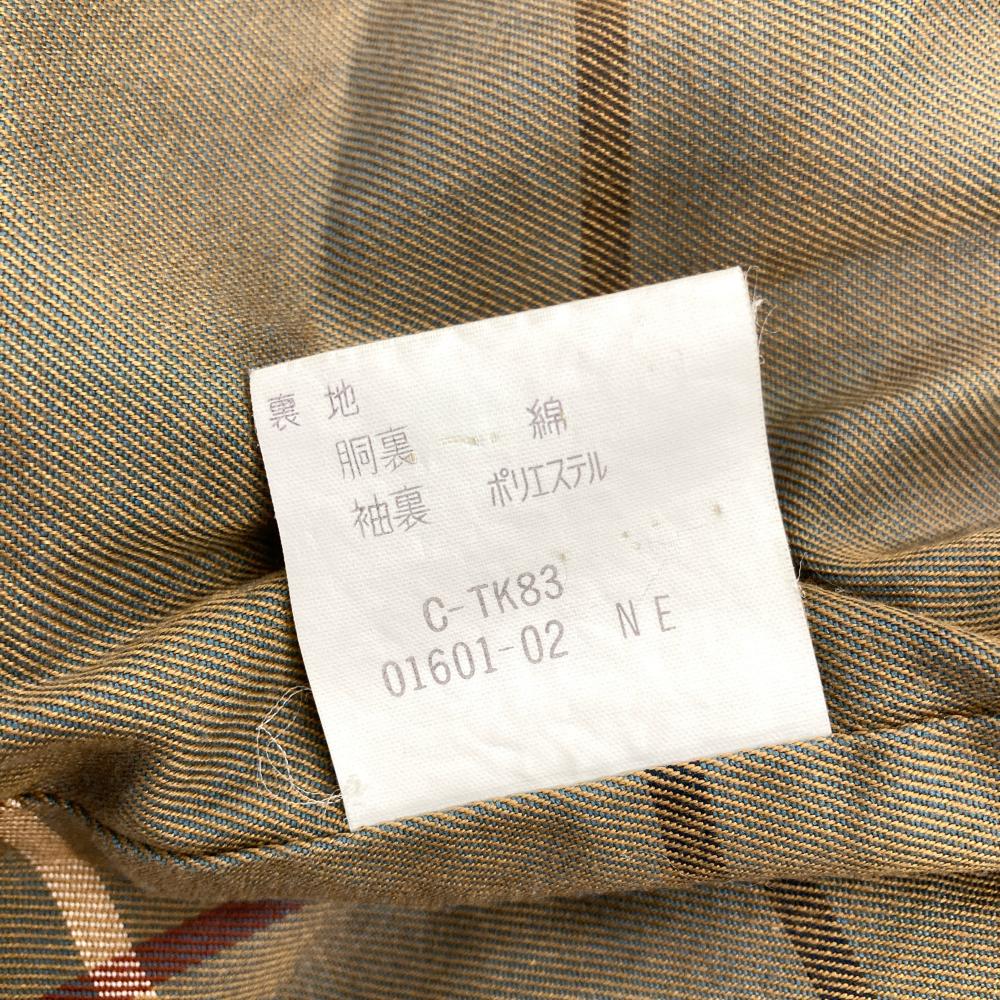 裏 地
胴裏 綿
袖裏 ポリエステル
C-TK83
01601-02 NE